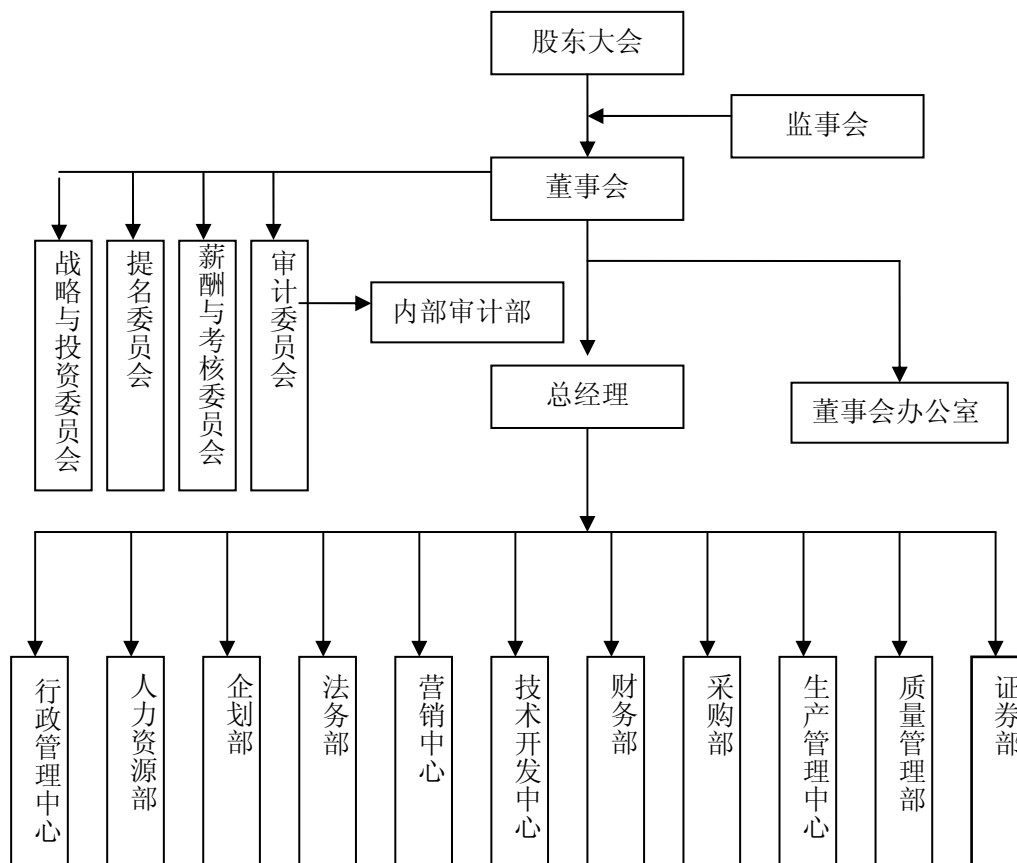 股东大会
监事会
董事会
战略与投资委员会
提名委员会
薪酬与考核委员会
审计委员会
内部审计部
总经理
董事会办公室
行政管理中心
人力资源部
企划部
法务部
营销中心
技术开发中心
财务部
采购部
生产管理中心
质量管理部
证券部